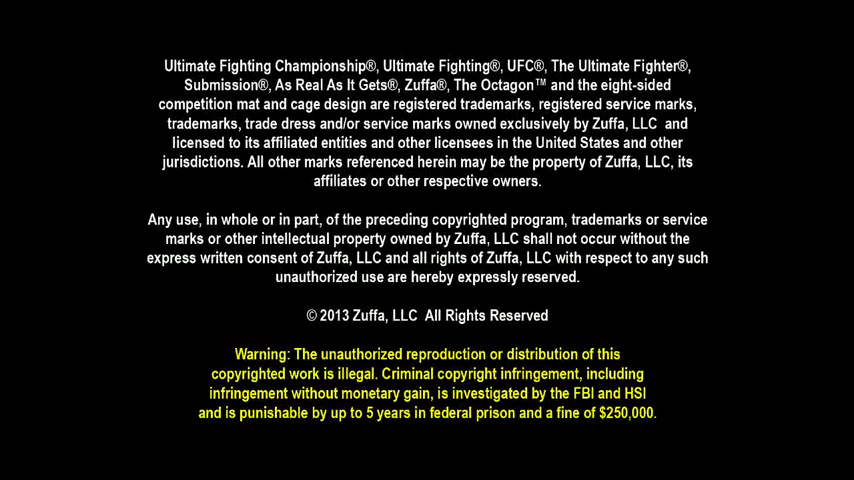 Ultimate Fighting Championship®, Ultimate Fighting®, UFC®, The Ultimate Fighter®,
Submission®, As Real As It Gets®, Zuffa®, The Octagon™ and the eight-sided
competition mat and cage design are registered trademarks, registered service marks,
trademarks, trade dress and/or service marks owned exclusively by Zuffa, LLC and
licensed to its affiliated entities and other licensees in the United States and other
jurisdictions. All other marks referenced herein may be the property of Zuffa, LLC, its
affiliates or other respective owners.
Any use, in whole or in part, of the preceding copyrighted program, trademarks or service
marks or other intellectual property owned by Zuffa, LLC shall not occur without the
express written consent of Zuffa, LLC and all rights of Zuffa, LLC with respect to any such
unauthorized use are hereby expressly reserved.
© 2013 Zuffa, LLC All Rights Reserved
Warning: The unauthorized reproduction or distribution of this
copyrighted work is illegal. Criminal copyright infringement, including
infringement without monetary gain, is investigated by the FBI and HSI
and is punishable by up to 5 years in federal prison and a fine of $250,000.